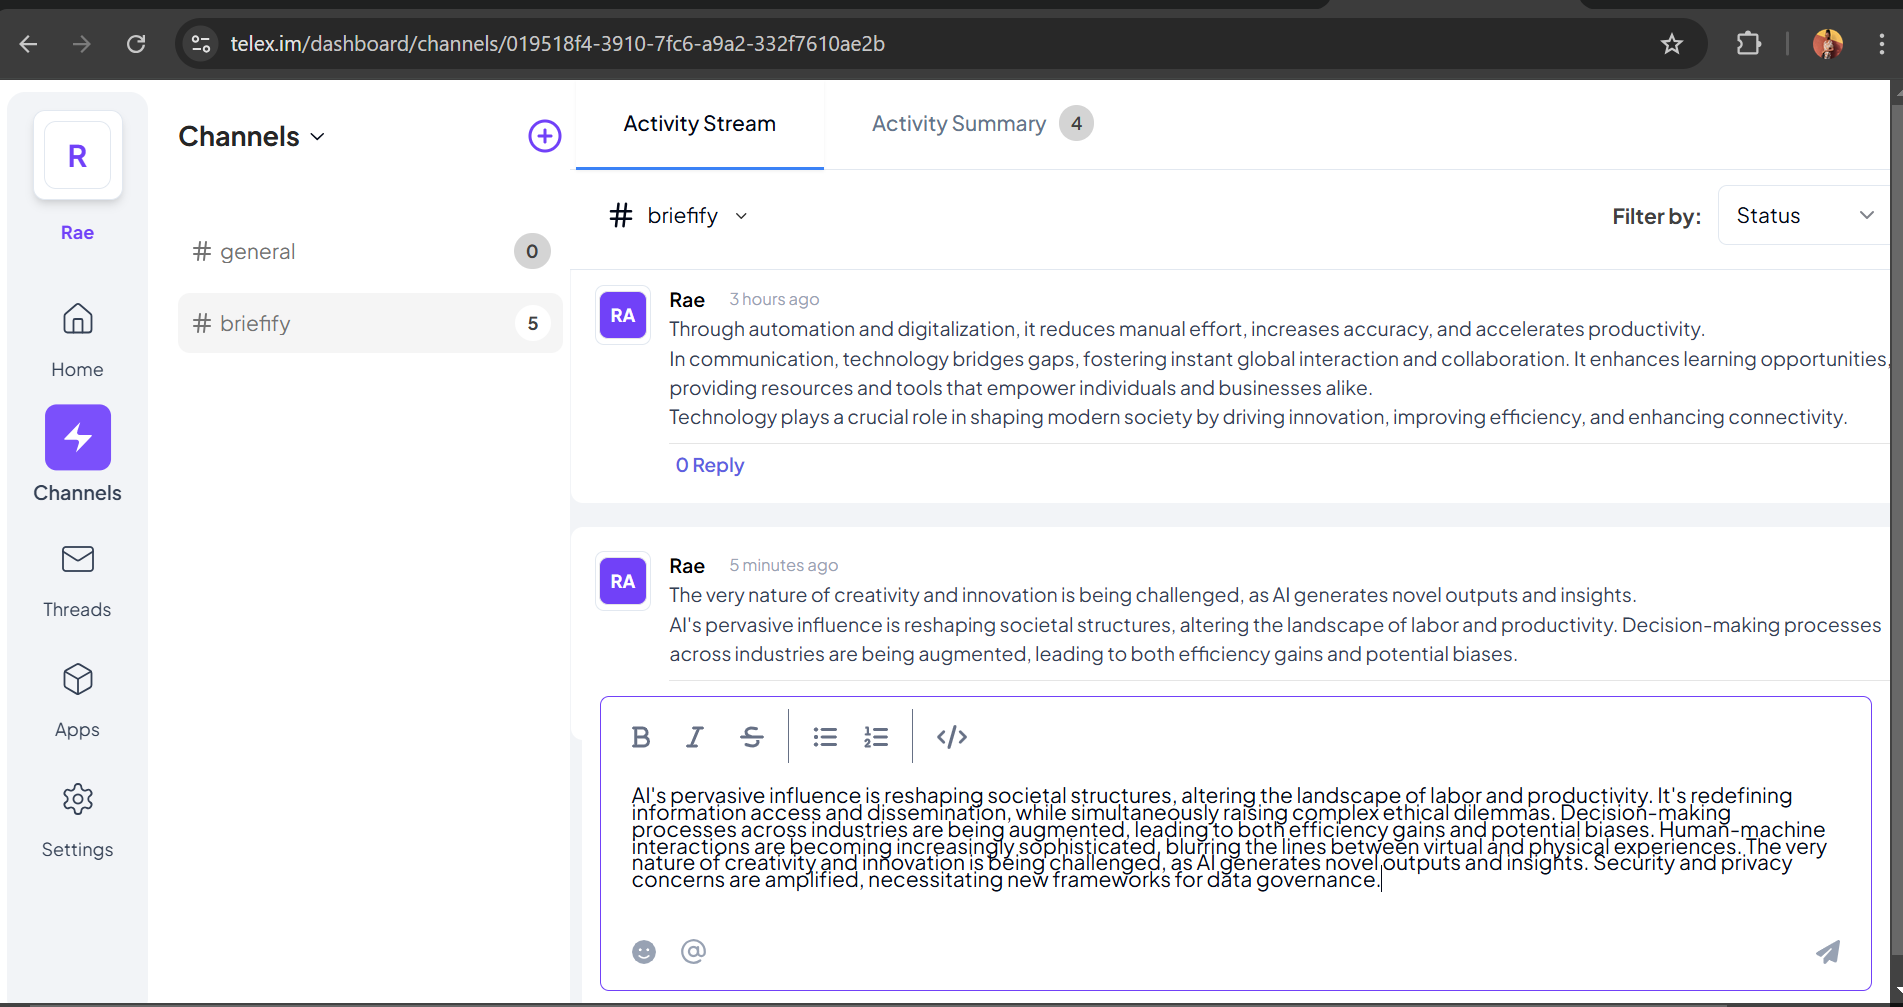 telex.im/dashboard/channels/019518f4-3910-7fc6-a9a2-332f7610ae2b
R
Rae
Home
Channels
Threads
Apps
Settings
Channels
# general 0
# briefify 5
Activity Stream
Activity Summary 4
# briefify
Filter by: Status
RA
Rae 3 hours ago
Through automation and digitalization, it reduces manual effort, increases accuracy, and accelerates productivity.
In communication, technology bridges gaps, fostering instant global interaction and collaboration. It enhances learning opportunities,
providing resources and tools that empower individuals and businesses alike.
Technology plays a crucial role in shaping modern society by driving innovation, improving efficiency, and enhancing connectivity.
0 Reply
RA
Rae 5 minutes ago
The very nature of creativity and innovation is being challenged, as AI generates novel outputs and insights.
AI's pervasive influence is reshaping societal structures, altering the landscape of labor and productivity. Decision-making processes
across industries are being augmented, leading to both efficiency gains and potential biases.
B I S </>
AI's pervasive influence is reshaping societal structures, altering the landscape of labor and productivity. It's redefining
information access and dissemination, while simultaneously raising complex ethical dilemmas. Decision-making
processes across industries are being augmented, leading to both efficiency gains and potential biases. Human-machine
interactions are becoming increasingly sophisticated, blurring the lines between virtual and physical experiences. The very
nature of creativity and innovation is being challenged, as AI generates novel outputs and insights. Security and privacy
concerns are amplified, necessitating new frameworks for data governance.
@